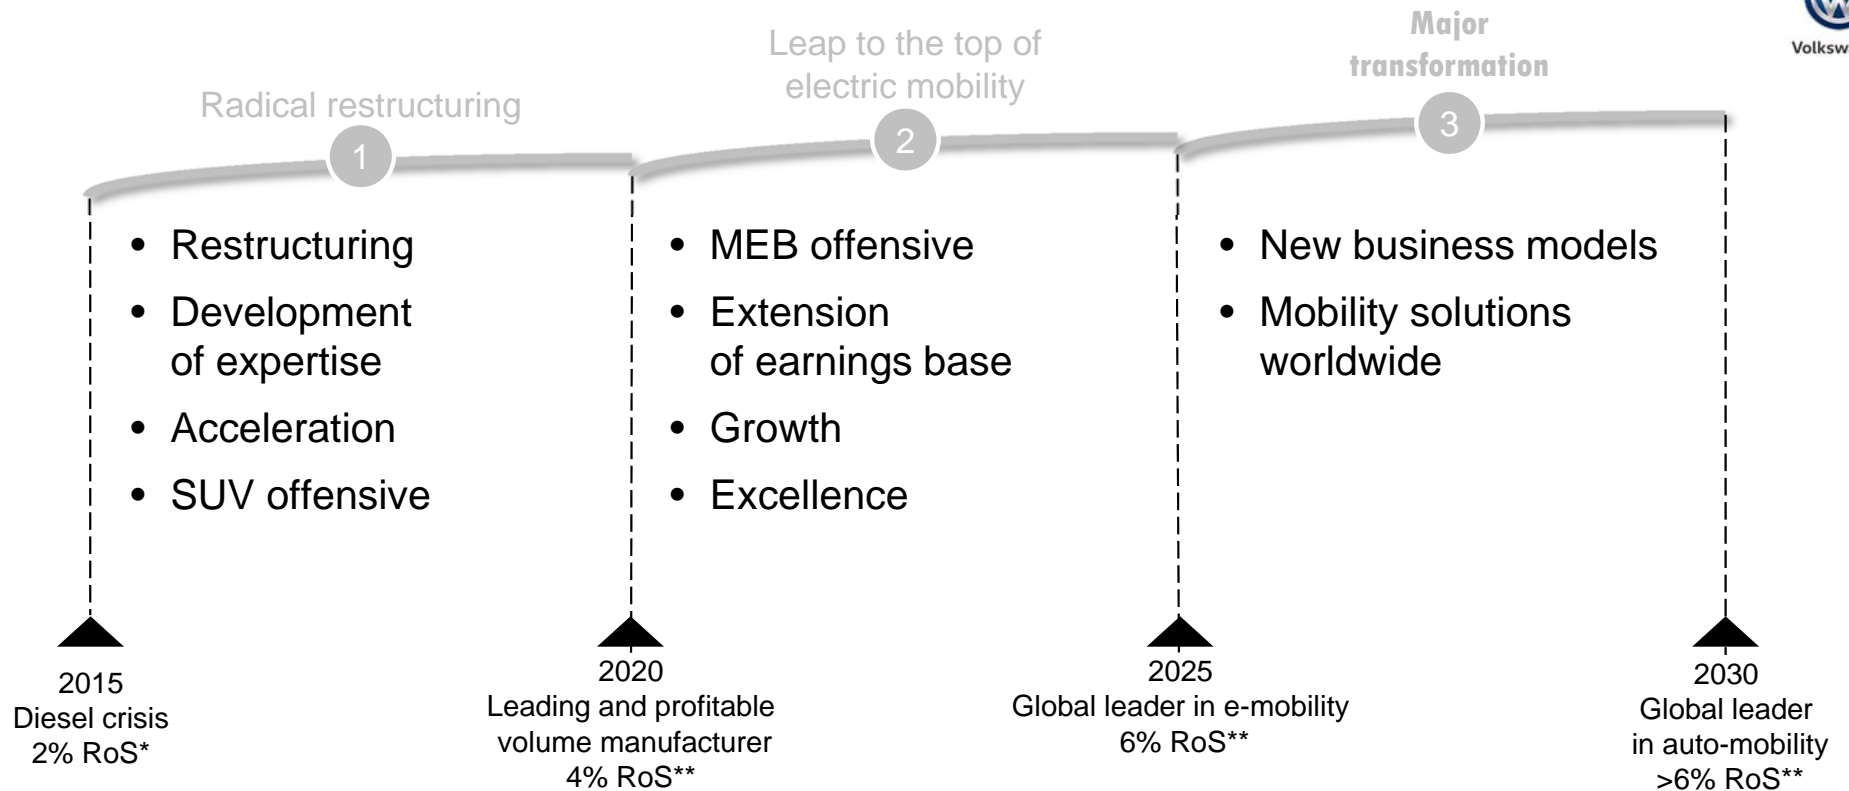 Radical restructuring
1
Leap to the top of
electric mobility
2
Major
transformation
3
• Restructuring
• Development
of expertise
• Acceleration
• SUV offensive
• MEB offensive
• Extension
of earnings base
• Growth
• Excellence
• New business models
• Mobility solutions
worldwide
2015
Diesel crisis
2% RoS*
2020
Leading and profitable
volume manufacturer
4% RoS**
2025
Global leader in e-mobility
6% RoS**
2030
Global leader
in auto-mobility
>6% RoS**